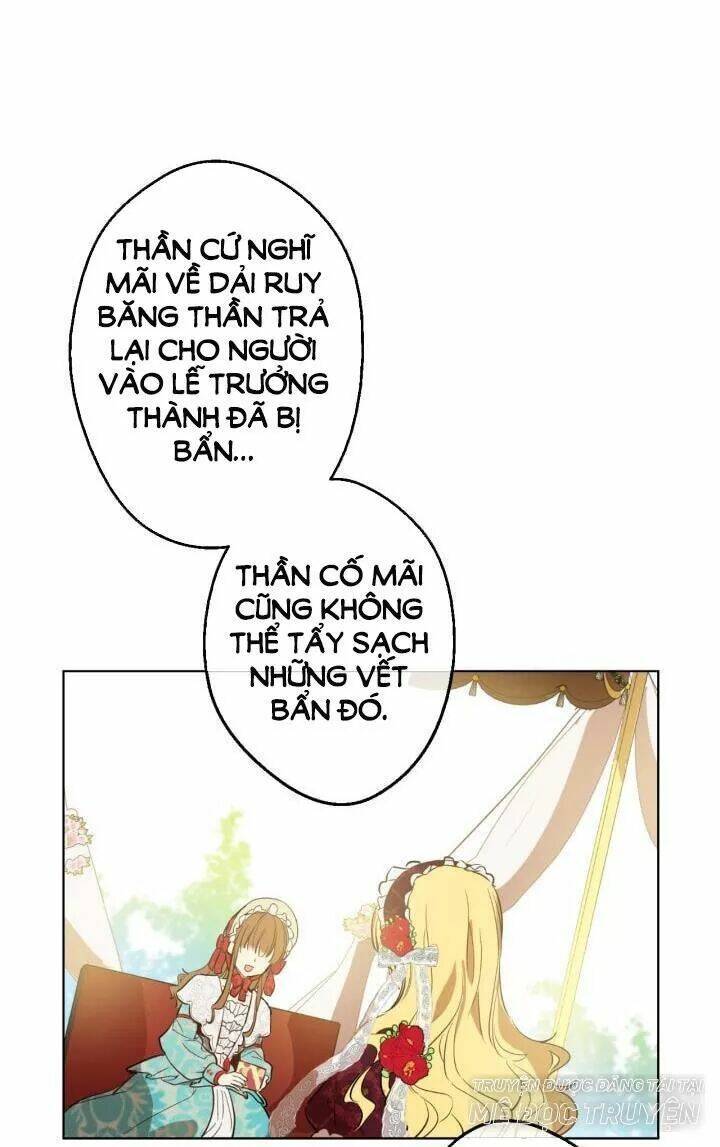 THẦN CỨ NGHĨ
MÃI VỀ DẢI RUY
BĂNG THẦN TRẢ
LẠI CHO NGƯỜI
VÀO LỄ TRƯỞNG
THÀNH ĐÃ BỊ
BẨN...
THẦN CỐ MÃI
CŨNG KHÔNG
THỂ TẨY SẠCH
NHỮNG VẾT
BẨN ĐÓ.
TRUYỆN ĐƯỢC ĐĂNG TẢI TẠI
MÊ ĐỌC TRUYỆN